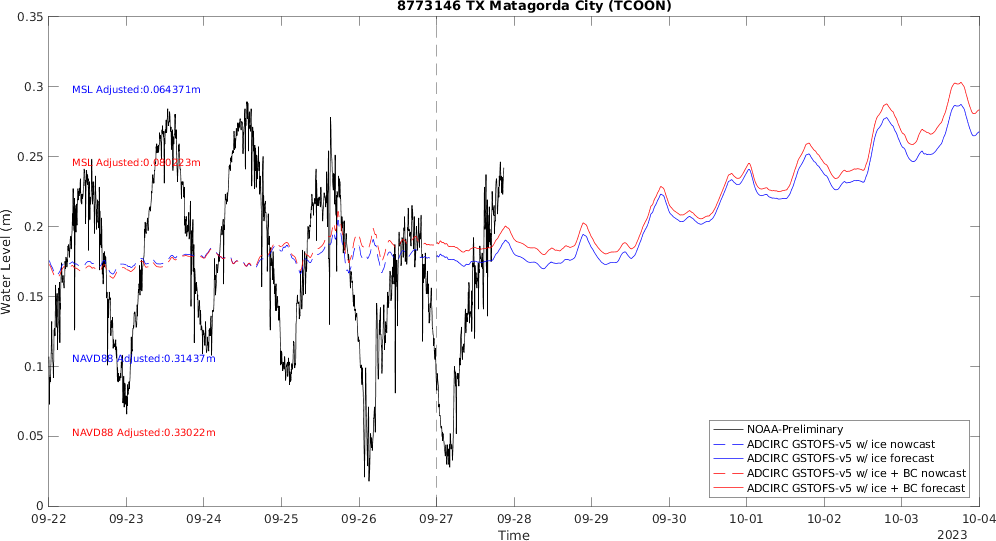 8773146 TX Matagorda City (TCOON)
Water Level (m)
0.35
0.3
0.25
0.2
0.15
0.1
0.05
0
MSL Adjusted:0.064371m
MSL Adjusted:0.080223m
NAVD88 Adjusted:0.31437m
NAVD88 Adjusted:0.33022m
NOAA-Preliminary
ADCIRC GSTOFS-v5 w/ ice nowcast
ADCIRC GSTOFS-v5 w/ ice forecast
ADCIRC GSTOFS-v5 w/ ice + BC nowcast
ADCIRC GSTOFS-v5 w/ ice + BC forecast
09-22 09-23 09-24 09-25 09-26 09-27 09-28 09-29 09-30 10-01 10-02 10-03 10-04
Time
2023